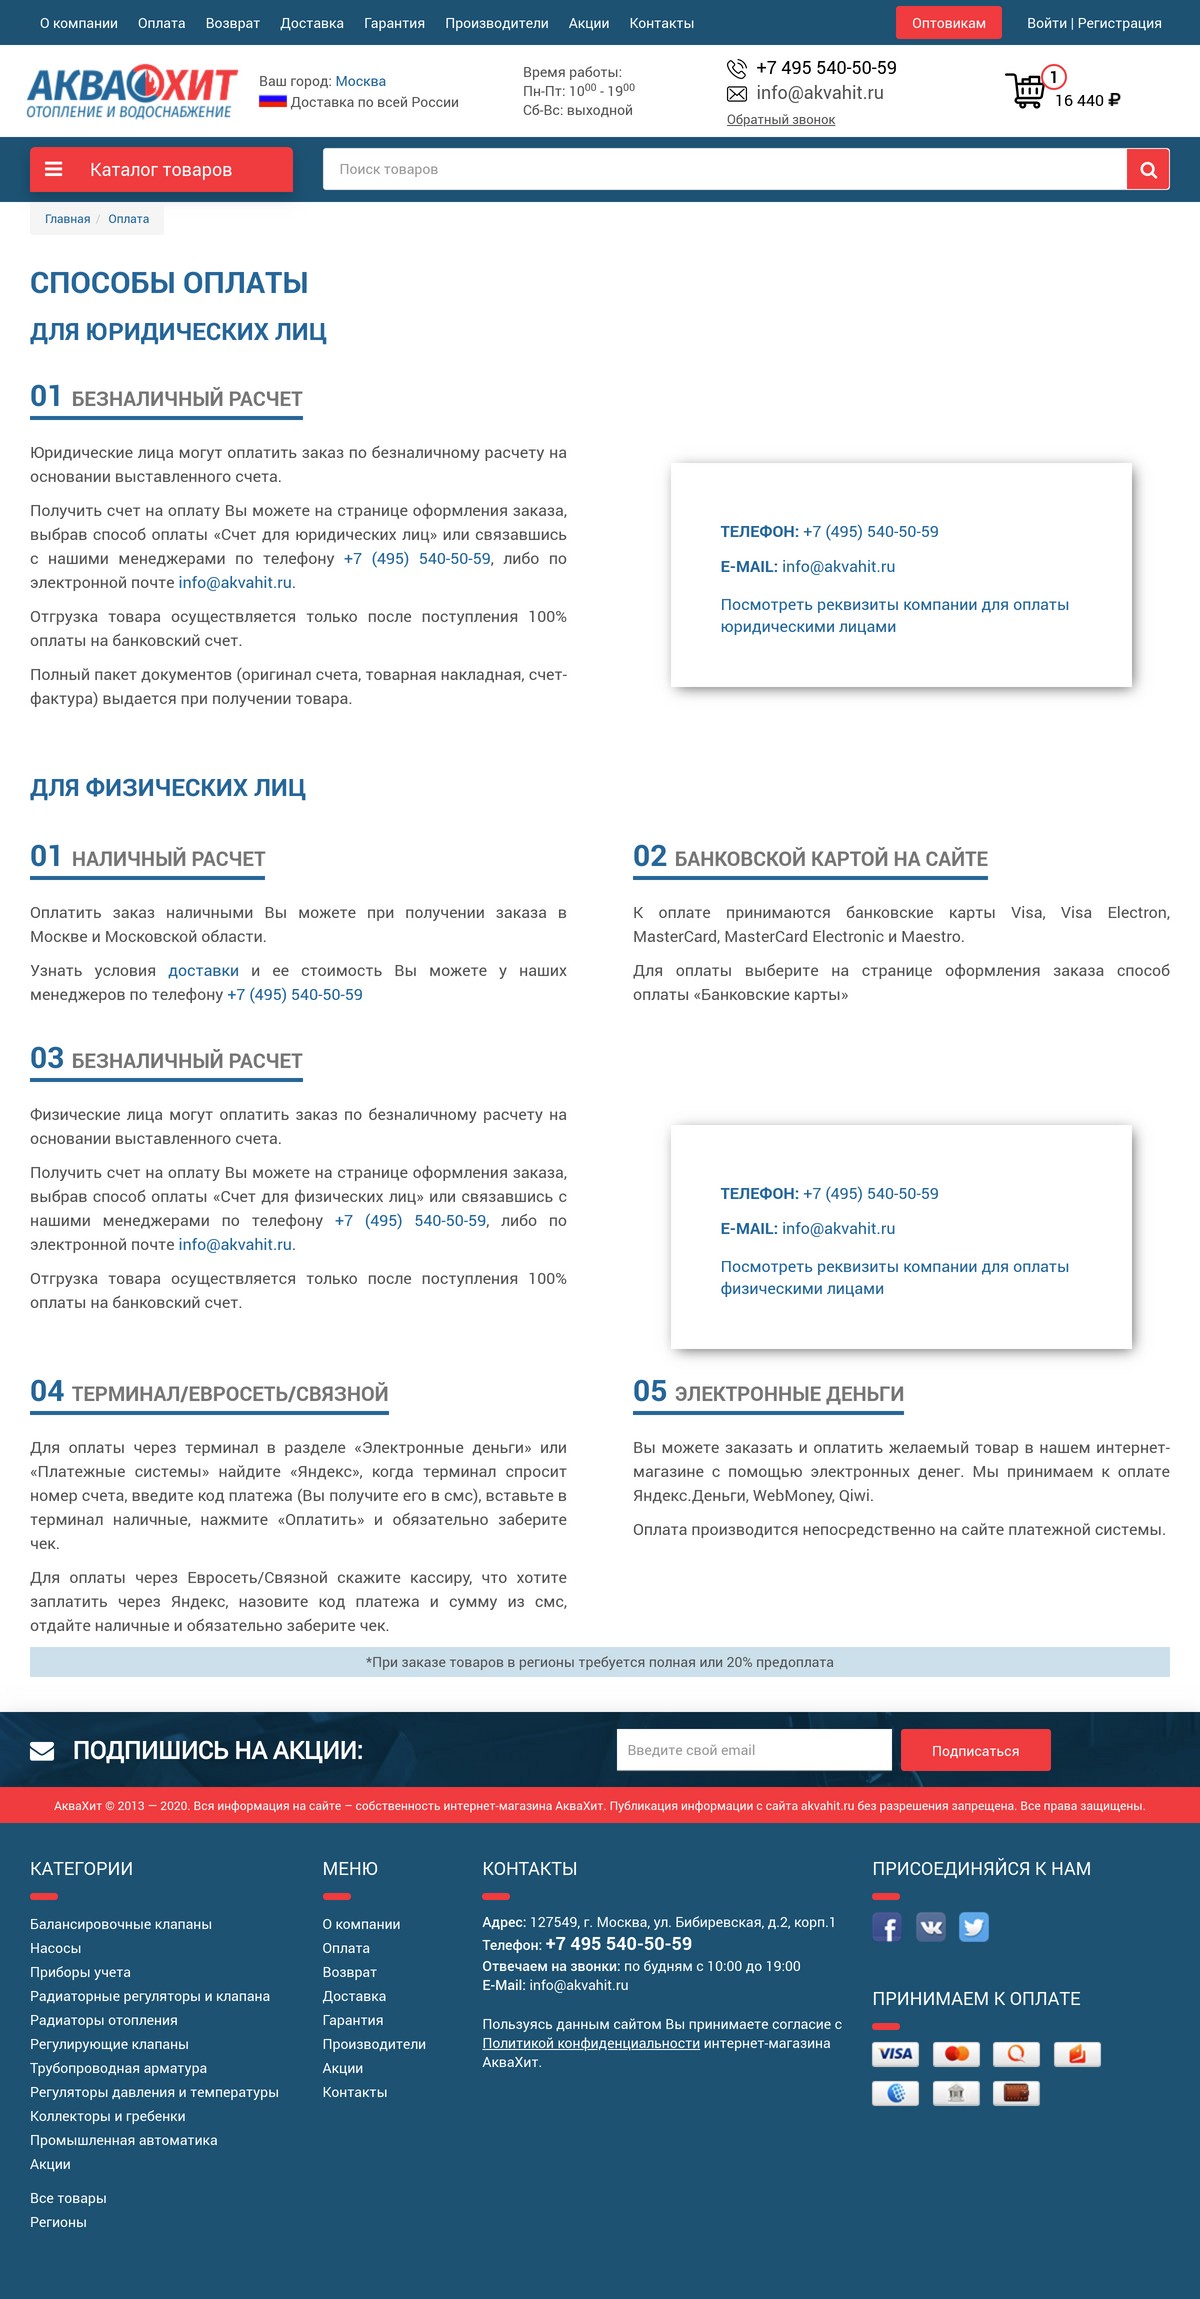 О компании Оплата Возврат Доставка Гарантия Производители Акции Контакты Оптовикам Войти | Регистрация
АКВАХИТ
ОТОПЛЕНИЕ И ВОДОСНАБЖЕНИЕ
Ваш город: Москва
Доставка по всей России
Время работы:
Пн-Пт: 10⁰⁰ - 19⁰⁰
Сб-Вс: выходной
+7 495 540-50-59
info@akvahit.ru
Обратный звонок
1
16 440 ₽
Каталог товаров
Поиск товаров
Главная / Оплата
СПОСОБЫ ОПЛАТЫ
ДЛЯ ЮРИДИЧЕСКИХ ЛИЦ
01 БЕЗНАЛИЧНЫЙ РАСЧЕТ
Юридические лица могут оплатить заказ по безналичному расчету на
основании выставленного счета.
Получить счет на оплату Вы можете на странице оформления заказа,
выбрав способ оплаты «Счет для юридических лиц» или связавшись
с нашими менеджерами по телефону +7 (495) 540-50-59, либо по
электронной почте info@akvahit.ru.
Отгрузка товара осуществляется только после поступления 100%
оплаты на банковский счет.
Полный пакет документов (оригинал счета, товарная накладная, счет-
фактура) выдается при получении товара.
ТЕЛЕФОН: +7 (495) 540-50-59
E-MAIL: info@akvahit.ru
Посмотреть реквизиты компании для оплаты
юридическими лицами
ДЛЯ ФИЗИЧЕСКИХ ЛИЦ
01 НАЛИЧНЫЙ РАСЧЕТ
Оплатить заказ наличными Вы можете при получении заказа в
Москве и Московской области.
Узнать условия доставки и ее стоимость Вы можете у наших
менеджеров по телефону +7 (495) 540-50-59
02 БАНКОВСКОЙ КАРТОЙ НА САЙТЕ
К оплате принимаются банковские карты Visa, Visa Electron,
MasterCard, MasterCard Electronic и Maestro.
Для оплаты выберите на странице оформления заказа способ
оплаты «Банковские карты»
03 БЕЗНАЛИЧНЫЙ РАСЧЕТ
Физические лица могут оплатить заказ по безналичному расчету на
основании выставленного счета.
Получить счет на оплату Вы можете на странице оформления заказа,
выбрав способ оплаты «Счет для физических лиц» или связавшись с
нашими менеджерами по телефону +7 (495) 540-50-59, либо по
электронной почте info@akvahit.ru.
Отгрузка товара осуществляется только после поступления 100%
оплаты на банковский счет.
ТЕЛЕФОН: +7 (495) 540-50-59
E-MAIL: info@akvahit.ru
Посмотреть реквизиты компании для оплаты
физическими лицами
04 ТЕРМИНАЛ/ЕВРОСЕТЬ/СВЯЗНОЙ
Для оплаты через терминал в разделе «Электронные деньги» или
«Платежные системы» найдите «Яндекс», когда терминал спросит
номер счета, введите код платежа (Вы получите его в смс), вставьте в
терминал наличные, нажмите «Оплатить» и обязательно заберите
чек.
Для оплаты через Евросеть/Связной скажите кассиру, что хотите
заплатить через Яндекс, назовите код платежа и сумму из смс,
отдайте наличные и обязательно заберите чек.
05 ЭЛЕКТРОННЫЕ ДЕНЬГИ
Вы можете заказать и оплатить желаемый товар в нашем интернет-
магазине с помощью электронных денег. Мы принимаем к оплате
Яндекс.Деньги, WebMoney, Qiwi.
Оплата производится непосредственно на сайте платежной системы.
*При заказе товаров в регионы требуется полная или 20% предоплата
ПОДПИШИСЬ НА АКЦИИ:
Введите свой email
Подписаться
АкваХит © 2013 — 2020. Вся информация на сайте – собственность интернет-магазина АкваХит. Публикация информации с сайта akvahit.ru без разрешения запрещена. Все права защищены.
КАТЕГОРИИ
Балансировочные клапаны
Насосы
Приборы учета
Радиаторные регуляторы и клапана
Радиаторы отопления
Регулирующие клапаны
Трубопроводная арматура
Регуляторы давления и температуры
Коллекторы и гребенки
Промышленная автоматика
Акции
Все товары
Регионы
МЕНЮ
О компании
Оплата
Возврат
Доставка
Гарантия
Производители
Акции
Контакты
КОНТАКТЫ
Адрес: 127549, г. Москва, ул. Бибиревская, д.2, корп.1
Телефон: +7 495 540-50-59
Отвечаем на звонки: по будням с 10:00 до 19:00
E-Mail: info@akvahit.ru
Пользуясь данным сайтом Вы принимаете согласие с
Политикой конфиденциальности интернет-магазина
АкваХит.
ПРИСОЕДИНЯЙСЯ К НАМ
ПРИНИМАЕМ К ОПЛАТЕ
VISA